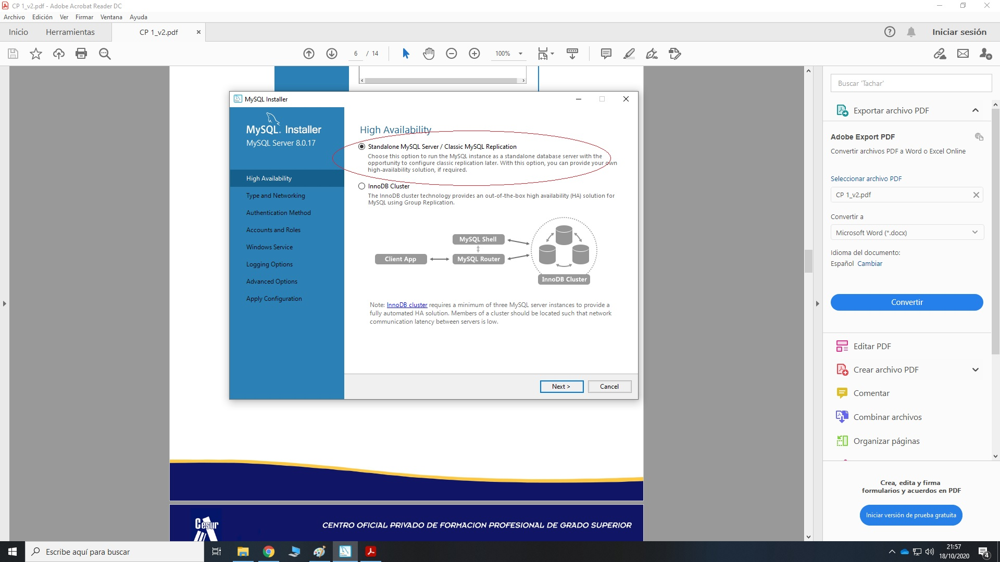 CP 1_v2.pdf - Adobe Acrobat Reader DC
Archivo Edición Ver Firmar Ventana Ayuda
Inicio Herramientas CP 1_v2.pdf Iniciar sesión
6 / 14 100%
Buscar 'Tachar'
Exportar archivo PDF
Adobe Export PDF
Convertir archivos PDF a Word o Excel Online
Seleccionar archivo PDF
CP 1_v2.pdf
Convertir a
Microsoft Word (*.docx)
Idioma del documento:
Español Cambiar
Convertir
Editar PDF
Crear archivo PDF
Comentar
Combinar archivos
Organizar páginas
Crea, edita y firma
formularios y acuerdos en PDF
Iniciar versión de prueba gratuita
MySQL Installer
MySQL. Installer
MySQL Server 8.0.17
High Availability
Type and Networking
Authentication Method
Accounts and Roles
Windows Service
Logging Options
Advanced Options
Apply Configuration
High Availability
Standalone MySQL Server / Classic MySQL Replication
Choose this option to run the MySQL instance as a standalone database server with the
opportunity to configure classic replication later. With this option, you can provide your own
high-availability solution, if required.
InnoDB Cluster
The InnoDB cluster technology provides an out-of-the-box high availability (HA) solution for
MySQL using Group Replication.
MySQL Shell
Client App
MySQL Router
InnoDB Cluster
Note: InnoDB cluster requires a minimum of three MySQL server instances to provide a
fully automated HA solution. Members of a cluster should be located such that network
communication latency between servers is low.
Next >
Cancel
Cesur
CENTRO OFICIAL PRIVADO DE FORMACION PROFESIONAL DE GRADO SUPERIOR
Escribe aquí para buscar
21:57
18/10/2020
4